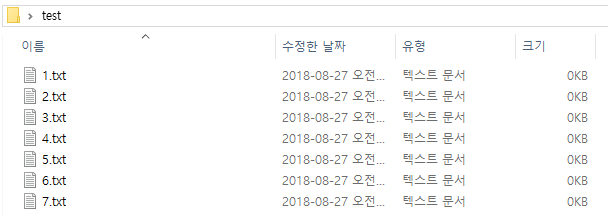 test
이름 수정한 날짜 유형 크기
1.txt 2018-08-27 오전... 텍스트 문서 0KB
2.txt 2018-08-27 오전... 텍스트 문서 0KB
3.txt 2018-08-27 오전... 텍스트 문서 0KB
4.txt 2018-08-27 오전... 텍스트 문서 0KB
5.txt 2018-08-27 오전... 텍스트 문서 0KB
6.txt 2018-08-27 오전... 텍스트 문서 0KB
7.txt 2018-08-27 오전... 텍스트 문서 0KB